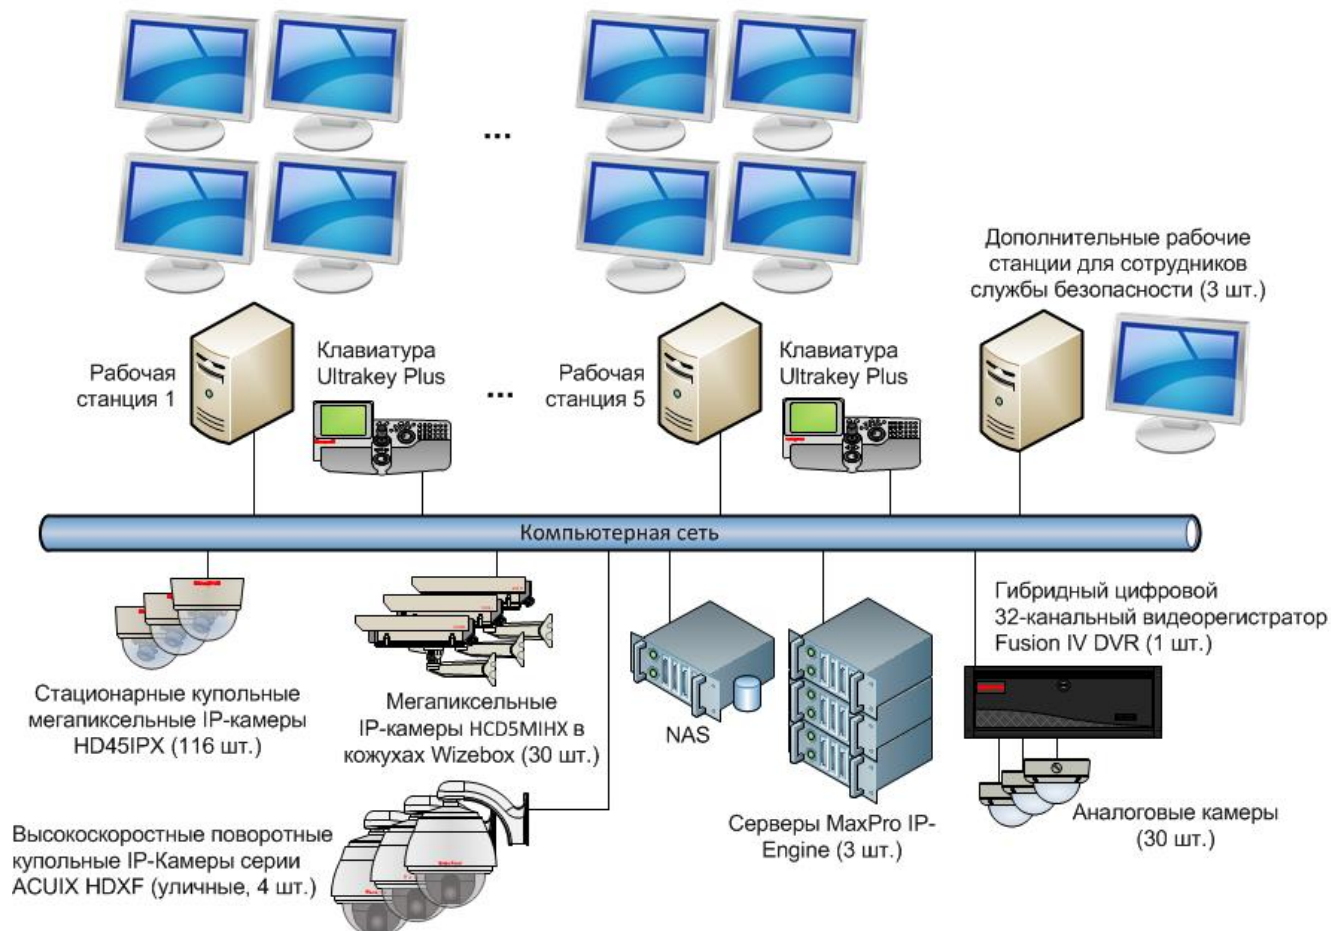 ...
Дополнительные рабочие
станции для сотрудников
службы безопасности (3 шт.)
Рабочая
станция 1
Клавиатура
Ultrakey Plus
...
Рабочая
станция 5
Клавиатура
Ultrakey Plus
Компьютерная сеть
Стационарные купольные
мегапиксельные IP-камеры
HD45IPX (116 шт.)
Мегапиксельные
IP-камеры HCD5MIHX в
кожухах Wizebox (30 шт.)
NAS
Серверы MaxPro IP-
Engine (3 шт.)
Гибридный цифровой
32-канальный видеорегистратор
Fusion IV DVR (1 шт.)
Аналоговые камеры
(30 шт.)
Высокоскоростные поворотные
купольные IP-Камеры серии
ACUIX HDXF (уличные, 4 шт.)